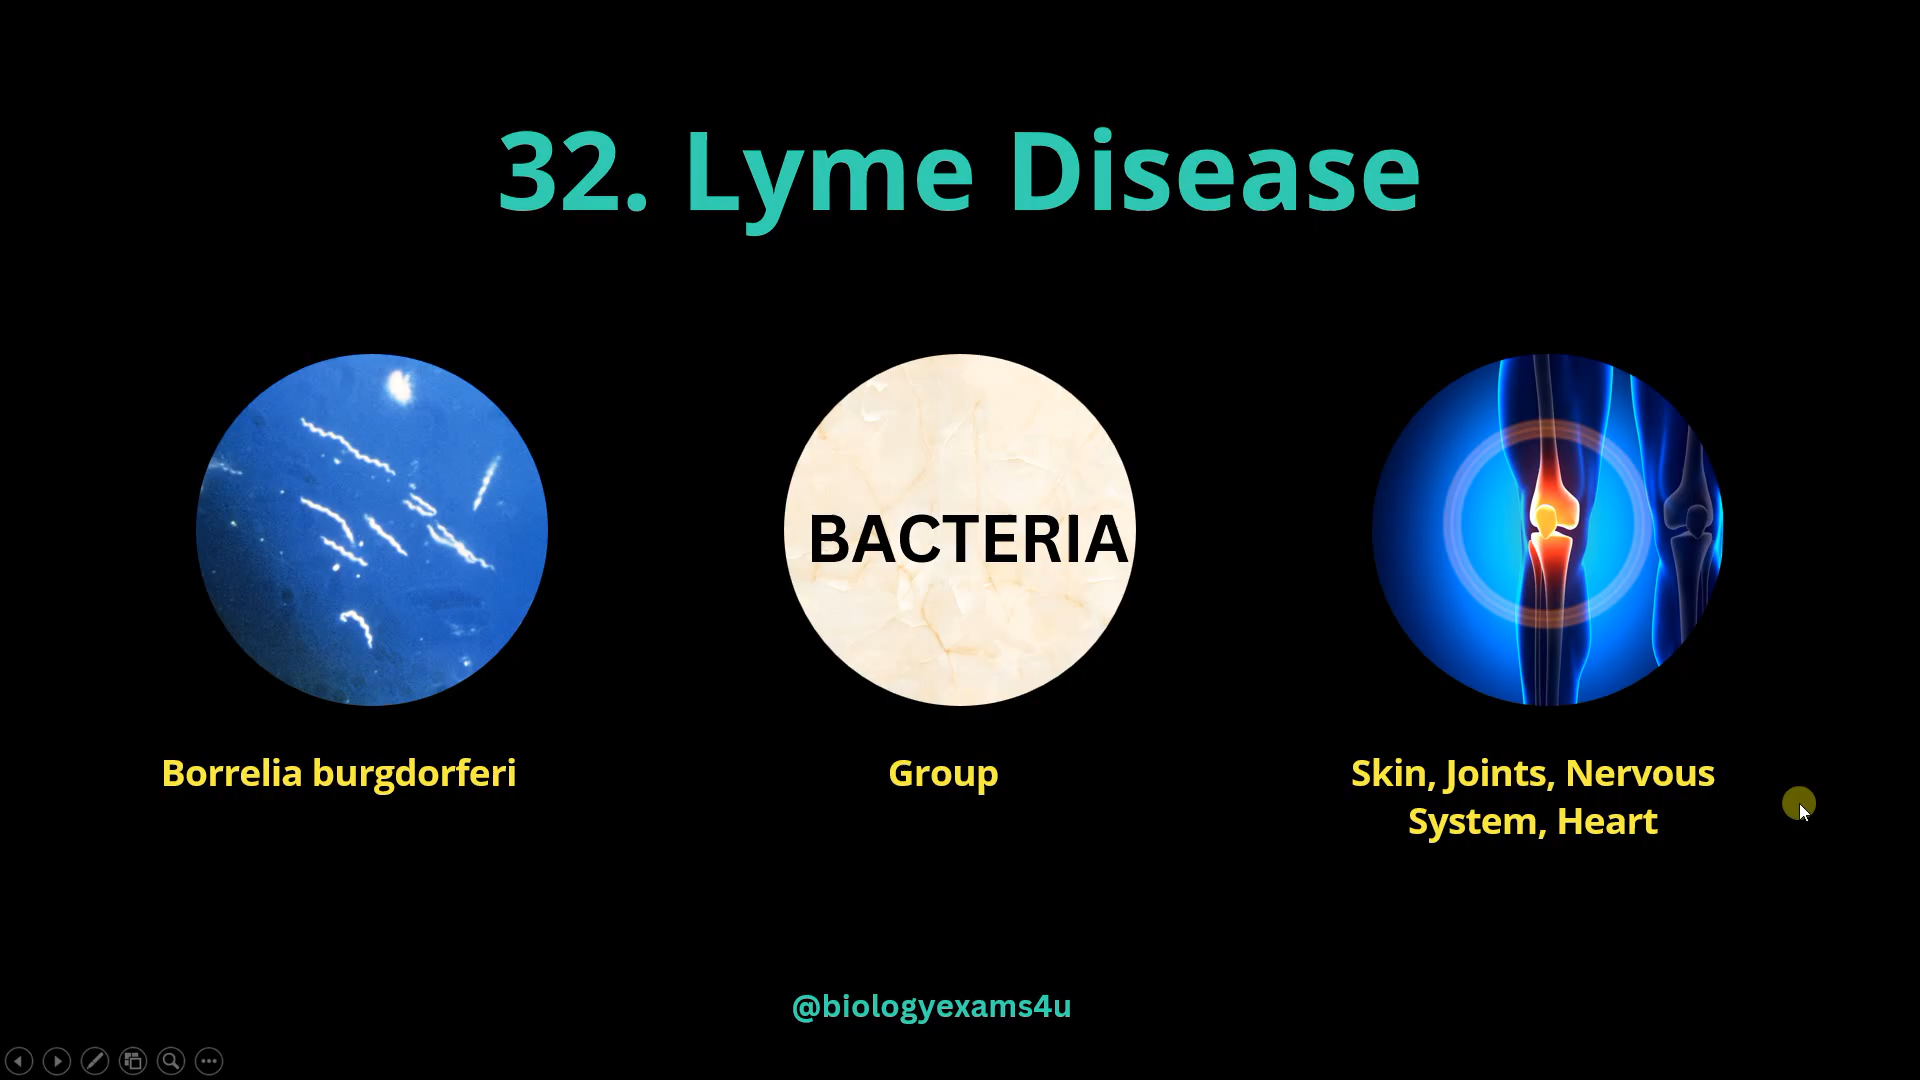 32. Lyme Disease
BACTERIA
Borrelia burgdorferi
Group
Skin, Joints, Nervous
System, Heart
@biologyexams4u